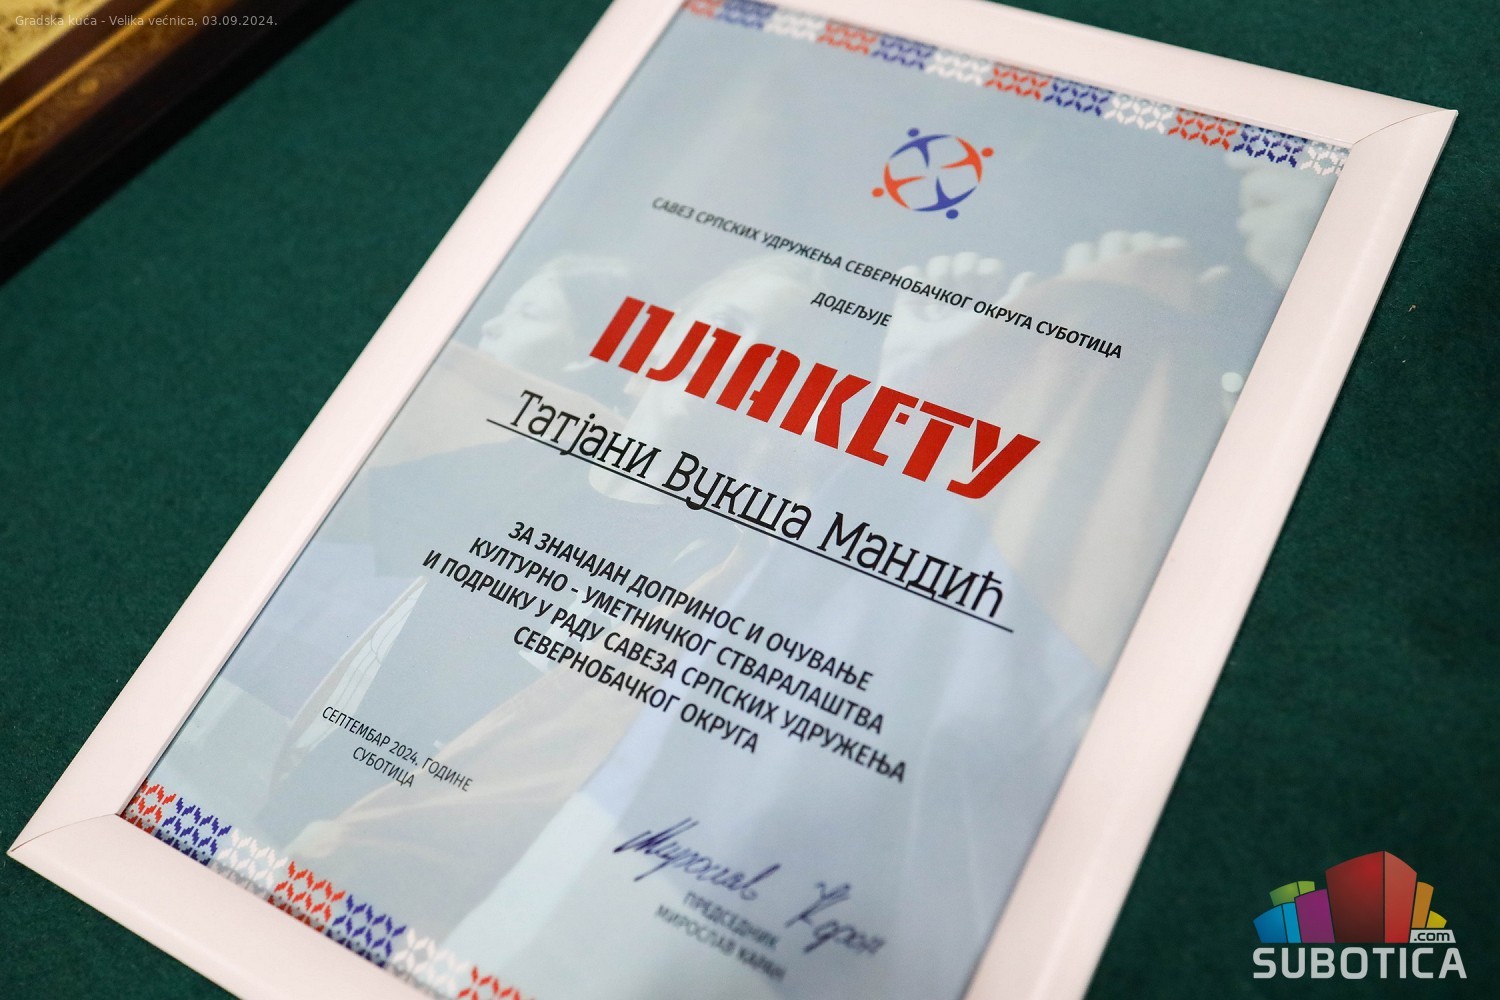 Gradska kuća - Velika većnica, 03.09.2024.
САВЕЗ СРПСКИХ УДРУЖЕЊА СЕВЕРНОБАЧКОГ ОКРУГА СУБОТИЦА
ДОДЕЉУЈЕ
ПЛАКЕТУ
Татјани Вукша Мандић
ЗА ЗНАЧАЈАН ДОПРИНОС И ОЧУВАЊЕ
КУЛТУРНО - УМЕТНИЧКОГ СТВАРАЛАШТВА
И ПОДРШКУ У РАДУ САВЕЗА СРПСКИХ УДРУЖЕЊА
СЕВЕРНОБАЧКОГ ОКРУГА
СЕПТЕМБАР 2024. ГОДИНЕ
СУБОТИЦА
Мирослав
ПРЕДСЕДНИК
МИРОСЛАВ
.com
SUBOTICA